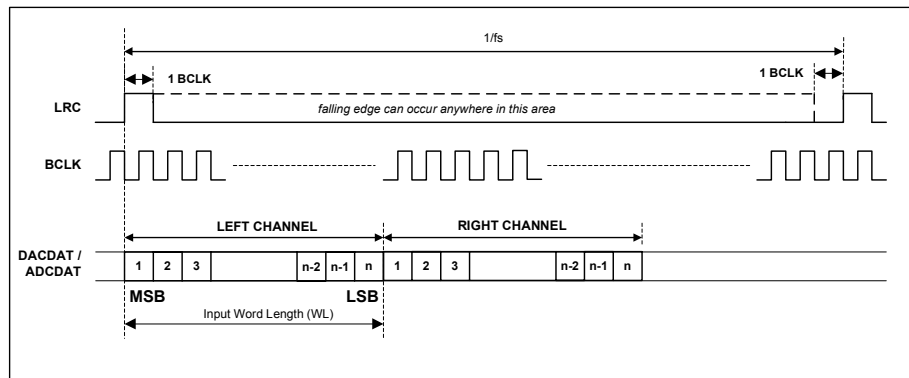 1/fs
1 BCLK
1 BCLK
LRC
falling edge can occur anywhere in this area
BCLK
LEFT CHANNEL
RIGHT CHANNEL
DACDAT /
ADCDAT
1 2 3 n-2 n-1 n 1 2 3 n-2 n-1 n
MSB
LSB
Input Word Length (WL)